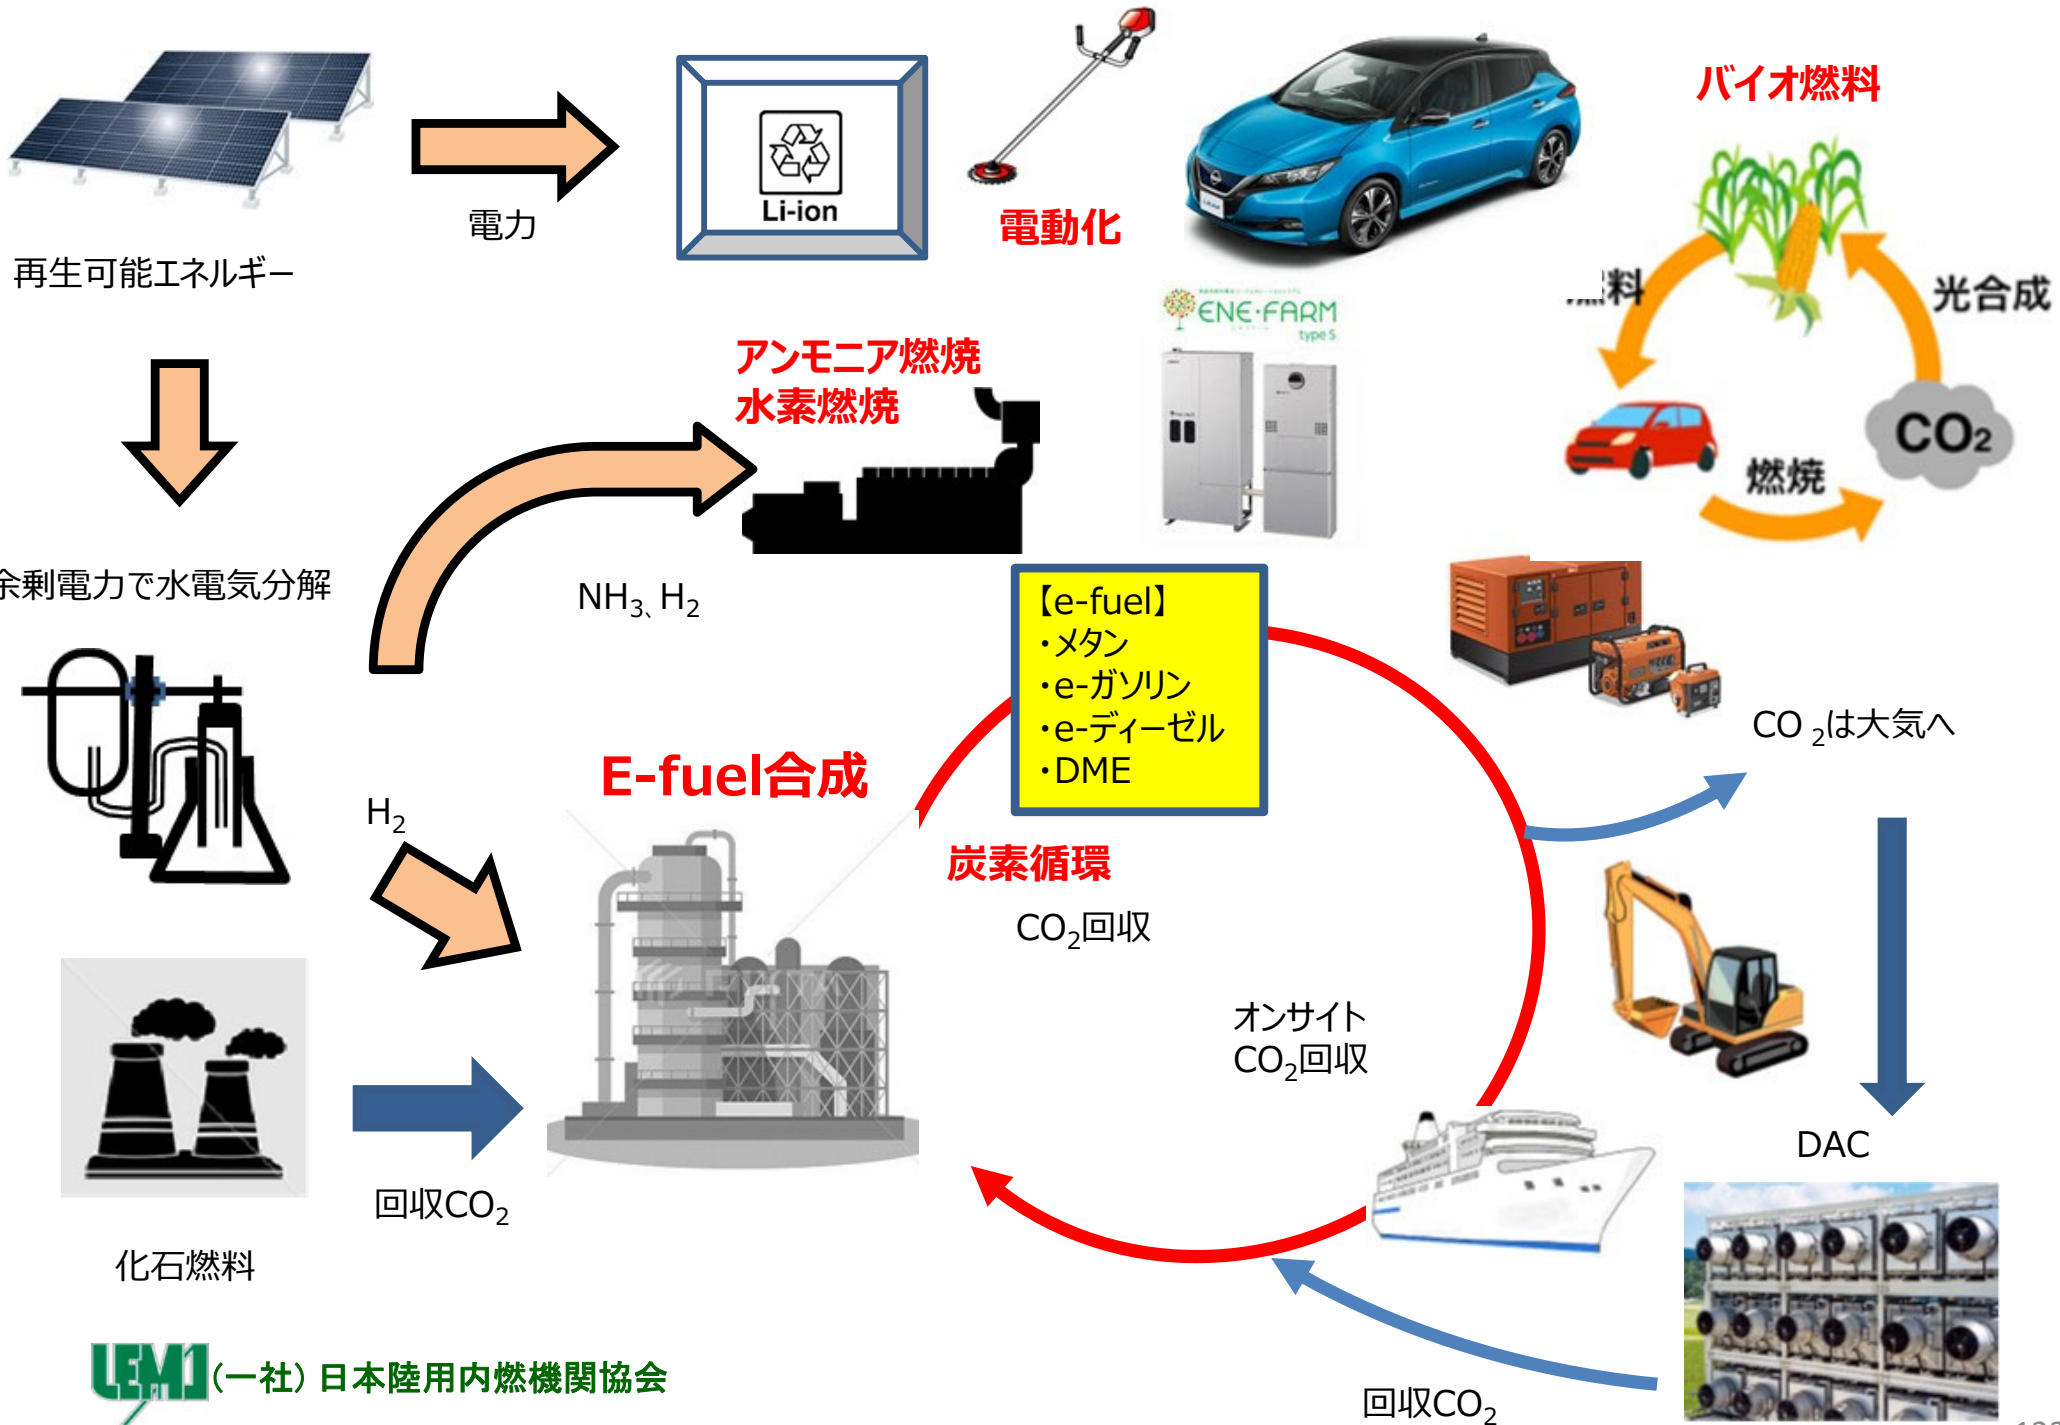 バイオ燃料
Li-ion
電力
電動化
再生可能エネルギー
光合成
ENE·FARM
type S
アンモニア燃焼
水素燃焼
CO2
燃焼
余剰電力で水電気分解
NH3、H2
【e-fuel】
・メタン
・e-ガソリン
・e-ディーゼル
・DME
CO2は大気へ
E-fuel合成
H2
炭素循環
CO2回収
オンサイト
CO2回収
DAC
回収CO2
化石燃料
LEMA
(一社) 日本陸用内燃機関協会
回収CO2